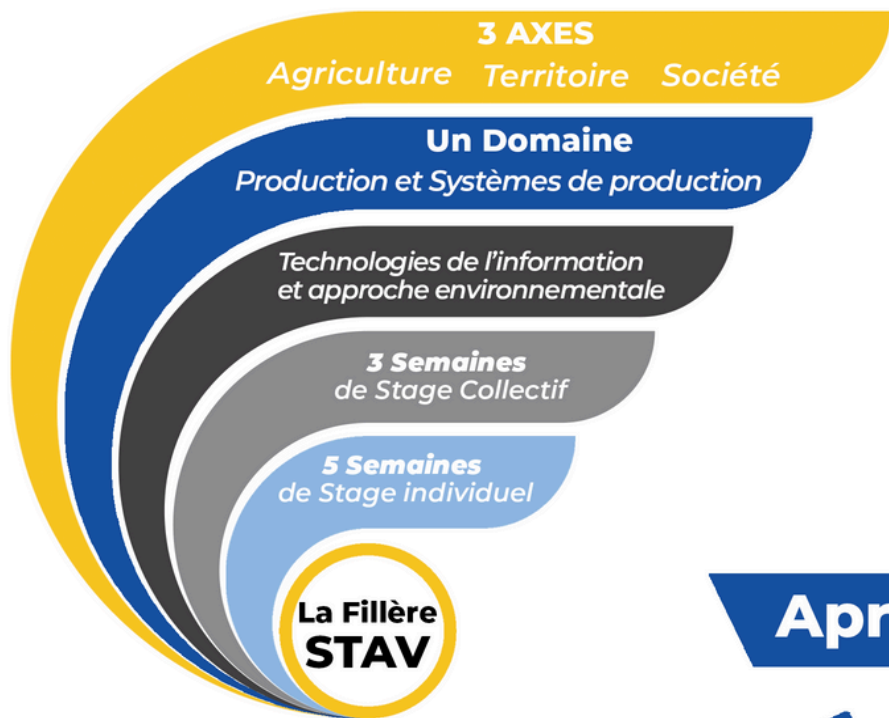 3 AXES
Agriculture Territoire Société
Un Domaine
Production et Systèmes de production
Technologies de l'information
et approche environnementale
3 Semaines
de Stage Collectif
5 Semaines
de Stage individuel
La Fillère
STAV
Apr